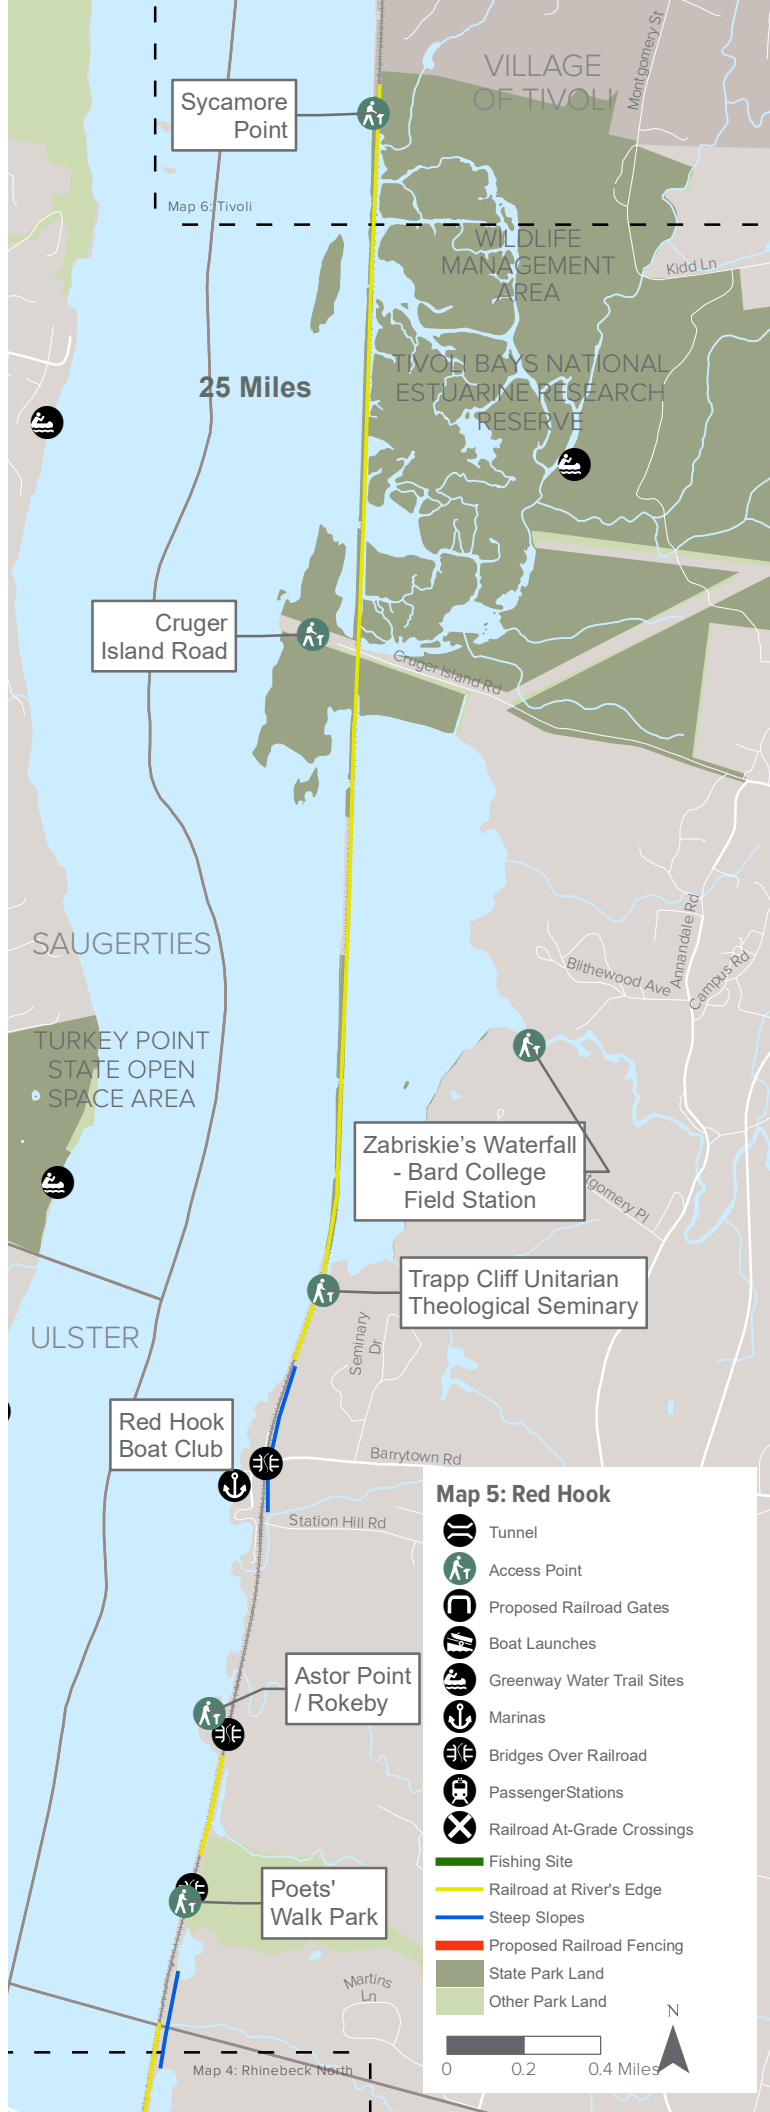 VILLAGE
OF TIVOLI
Montgomery St
Sycamore
Point
Map 6: Tivoli
WILDLIFE
MANAGEMENT
AREA
Kidd Ln
25 Miles
TIVOLI BAYS NATIONAL
ESTUARINE RESEARCH
RESERVE
Cruger
Island Road
Cruger Island Rd
SAUGERTIES
Annandale Rd
Blithewood Ave
Campus Rd
TURKEY POINT
STATE OPEN
SPACE AREA
Zabriskie's Waterfall
- Bard College
Field Station
tgomery Pl
Trapp Cliff Unitarian
Theological Seminary
ULSTER
Seminary
Dr
Red Hook
Boat Club
Barrytown Rd
Station Hill Rd
Astor Point
/ Rokeby
Poets'
Walk Park
Martins
Ln
Map 4: Rhinebeck North
Map 5: Red Hook
Tunnel
Access Point
Proposed Railroad Gates
Boat Launches
Greenway Water Trail Sites
Marinas
Bridges Over Railroad
PassengerStations
Railroad At-Grade Crossings
Fishing Site
Railroad at River's Edge
Steep Slopes
Proposed Railroad Fencing
State Park Land
Other Park Land
N
0 0.2 0.4 Miles